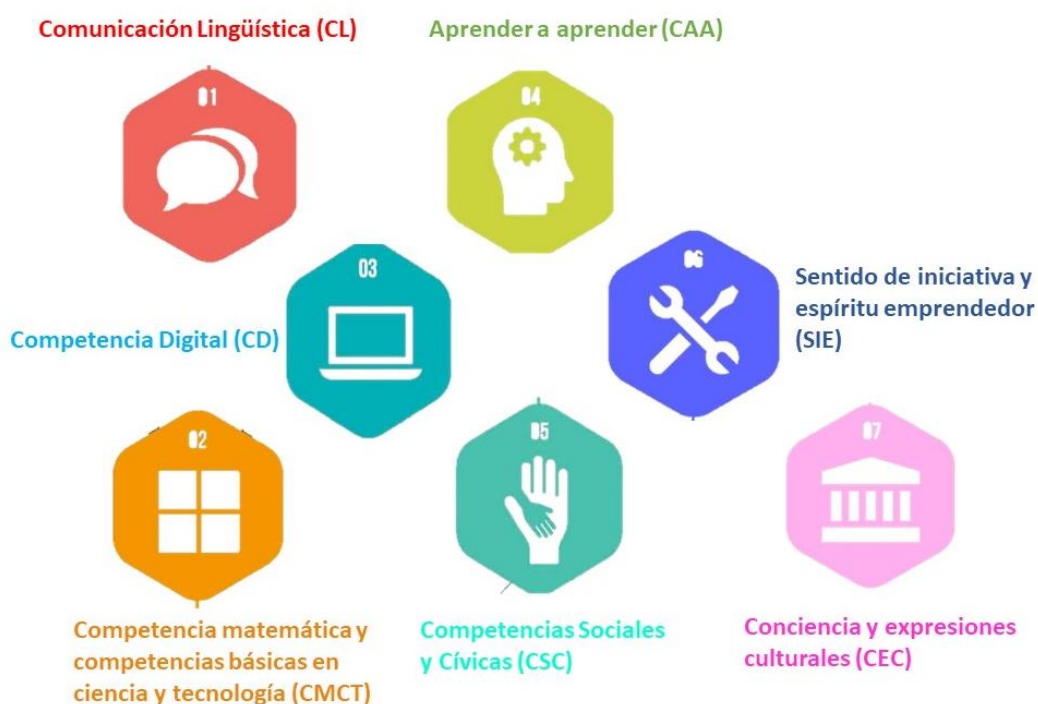 Comunicación Lingüística (CL)
Aprender a aprender (CAA)
01
04
03
06
Competencia Digital (CD)
Sentido de iniciativa y
espíritu emprendedor
(SIE)
02
05
07
Competencia matemática y
competencias básicas en
ciencia y tecnología (CMCT)
Competencias Sociales
y Cívicas (CSC)
Conciencia y expresiones
culturales (CEC)